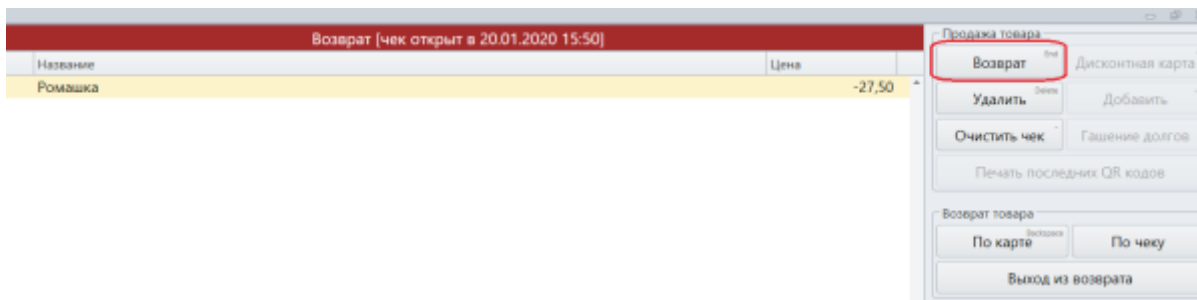 Возврат [чек открыт в 20.01.2020 15:50]
Название Цена
Ромашка -27,50
Продажа товара
Возврат End Дисконтная карта
Удалить Delete Добавить
Очистить чек Гашение долгов
Печать последних QR кодов
Возврат товара
По карте Backspace По чеку
Выход из возврата